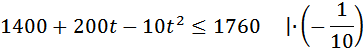 1400 + 200t − 10t² ≤ 1760 |·(−1/10)